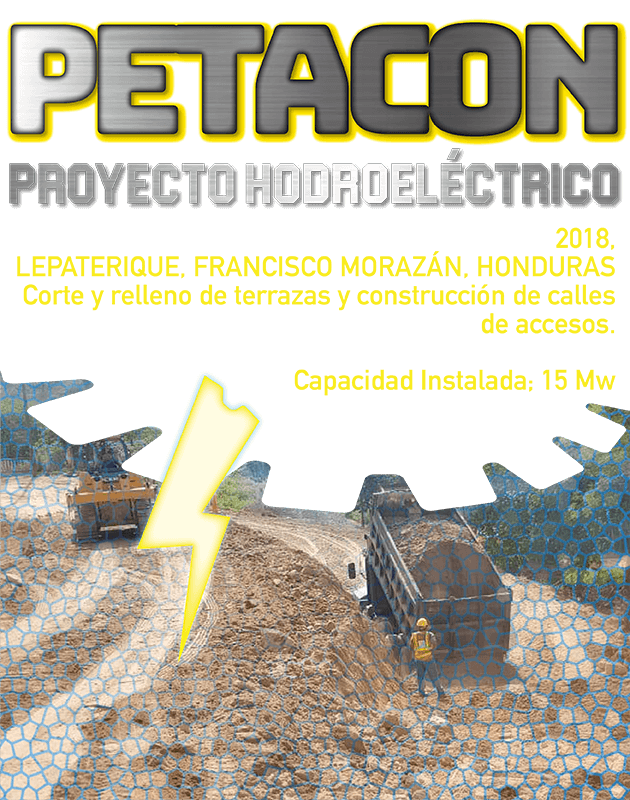 PETACON
PROYECTO HODROELÉCTRICO
2018,
LEPATERIQUE, FRANCISCO MORAZÁN, HONDURAS
Corte y relleno de terrazas y construcción de calles
de accesos.
Capacidad Instalada; 15 Mw